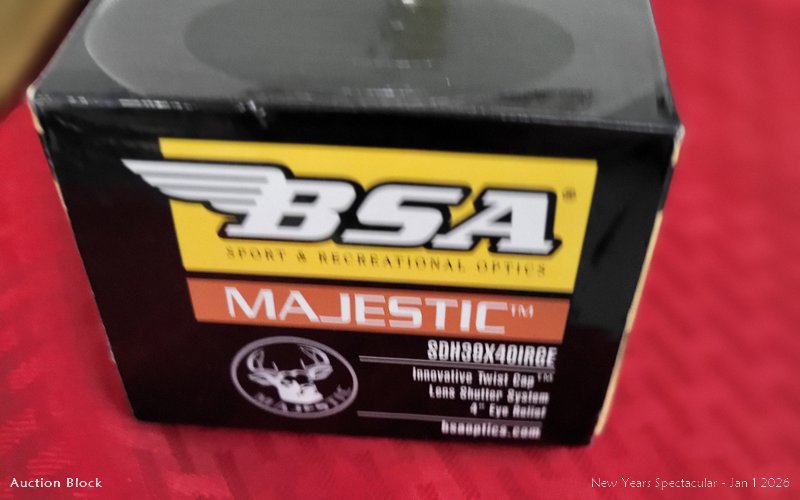 BSA®
SPORT & RECREATIONAL OPTICS
MAJESTIC™
Innovative Twist Cap™
Lens Shutter System
4" Eye Relief
MAJESTIC
bsaoptics.com
Auction Block
New Years Spectacular - Jan 1 2026